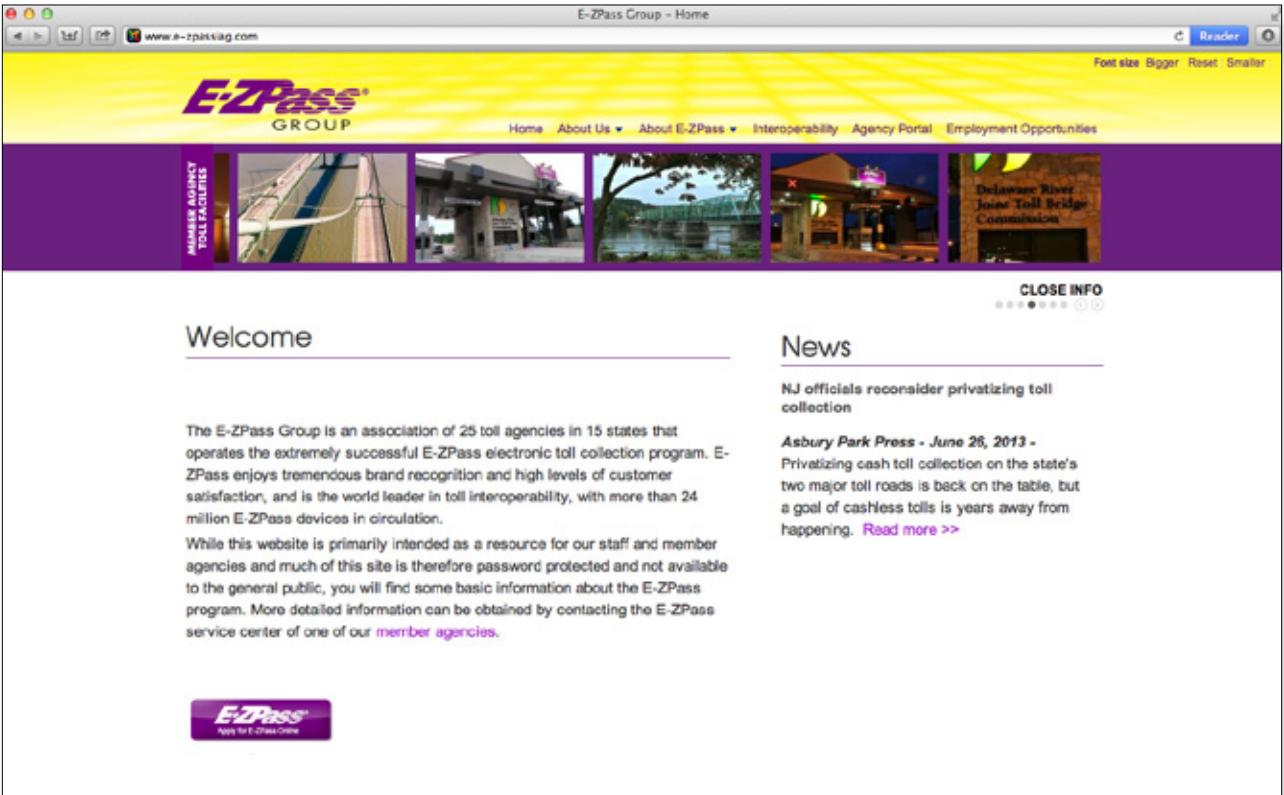 E-ZPass Group – Home
www.e-zpassiag.com
Reader
Font size Bigger Reset Smaller
E-ZPass®
GROUP
Home About Us About E-ZPass Interoperability Agency Portal Employment Opportunities
MEMBER AGENCY
TOLL FACILITIES
Delaware River
Joint Toll Bridge
Commission
CLOSE INFO
Welcome
The E-ZPass Group is an association of 25 toll agencies in 15 states that
operates the extremely successful E-ZPass electronic toll collection program. E-
ZPass enjoys tremendous brand recognition and high levels of customer
satisfaction, and is the world leader in toll interoperability, with more than 24
million E-ZPass devices in circulation.
While this website is primarily intended as a resource for our staff and member
agencies and much of this site is therefore password protected and not available
to the general public, you will find some basic information about the E-ZPass
program. More detailed information can be obtained by contacting the E-ZPass
service center of one of our member agencies.
E-ZPass®
Apply for E-ZPass Online
News
NJ officials reconsider privatizing toll
collection
Asbury Park Press - June 26, 2013 -
Privatizing cash toll collection on the state's
two major toll roads is back on the table, but
a goal of cashless tolls is years away from
happening. Read more >>